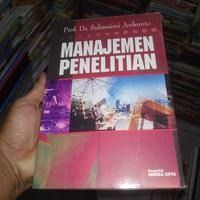 Prof. Dr. Suharsimi Arikunto
MANAJEMEN
PENELITIAN
Penerbit
RINEKA CIPTA